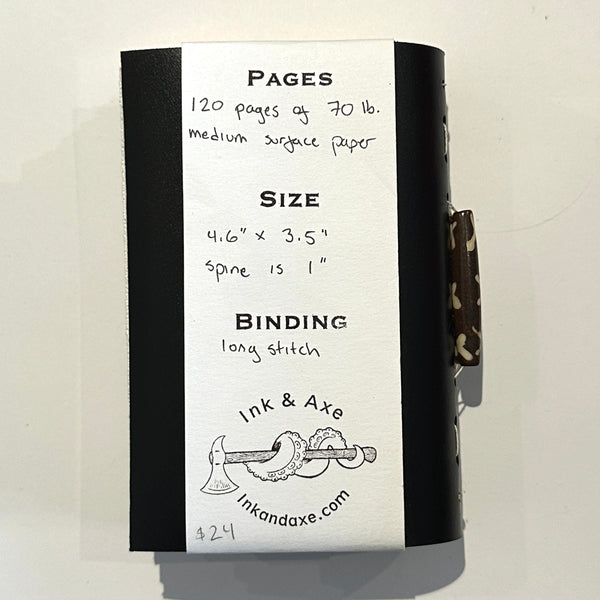 PAGES
120 pages of 70 lb.
medium surface paper
SIZE
4.6" x 3.5"
spine is 1"
BINDING
long stitch
Ink & Axe
Inkandaxe.com
$24